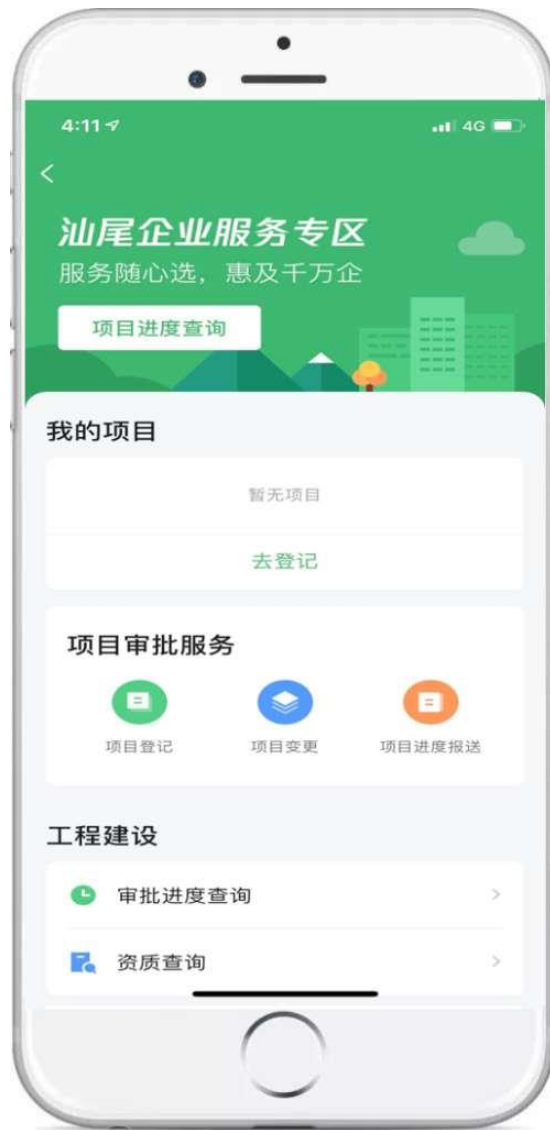 4:11
4G
汕尾企业服务专区
服务随心选，惠及千万企
项目进度查询
我的项目
暂无项目
去登记
项目审批服务
项目登记 项目变更 项目进度报送
工程建设
审批进度查询
资质查询